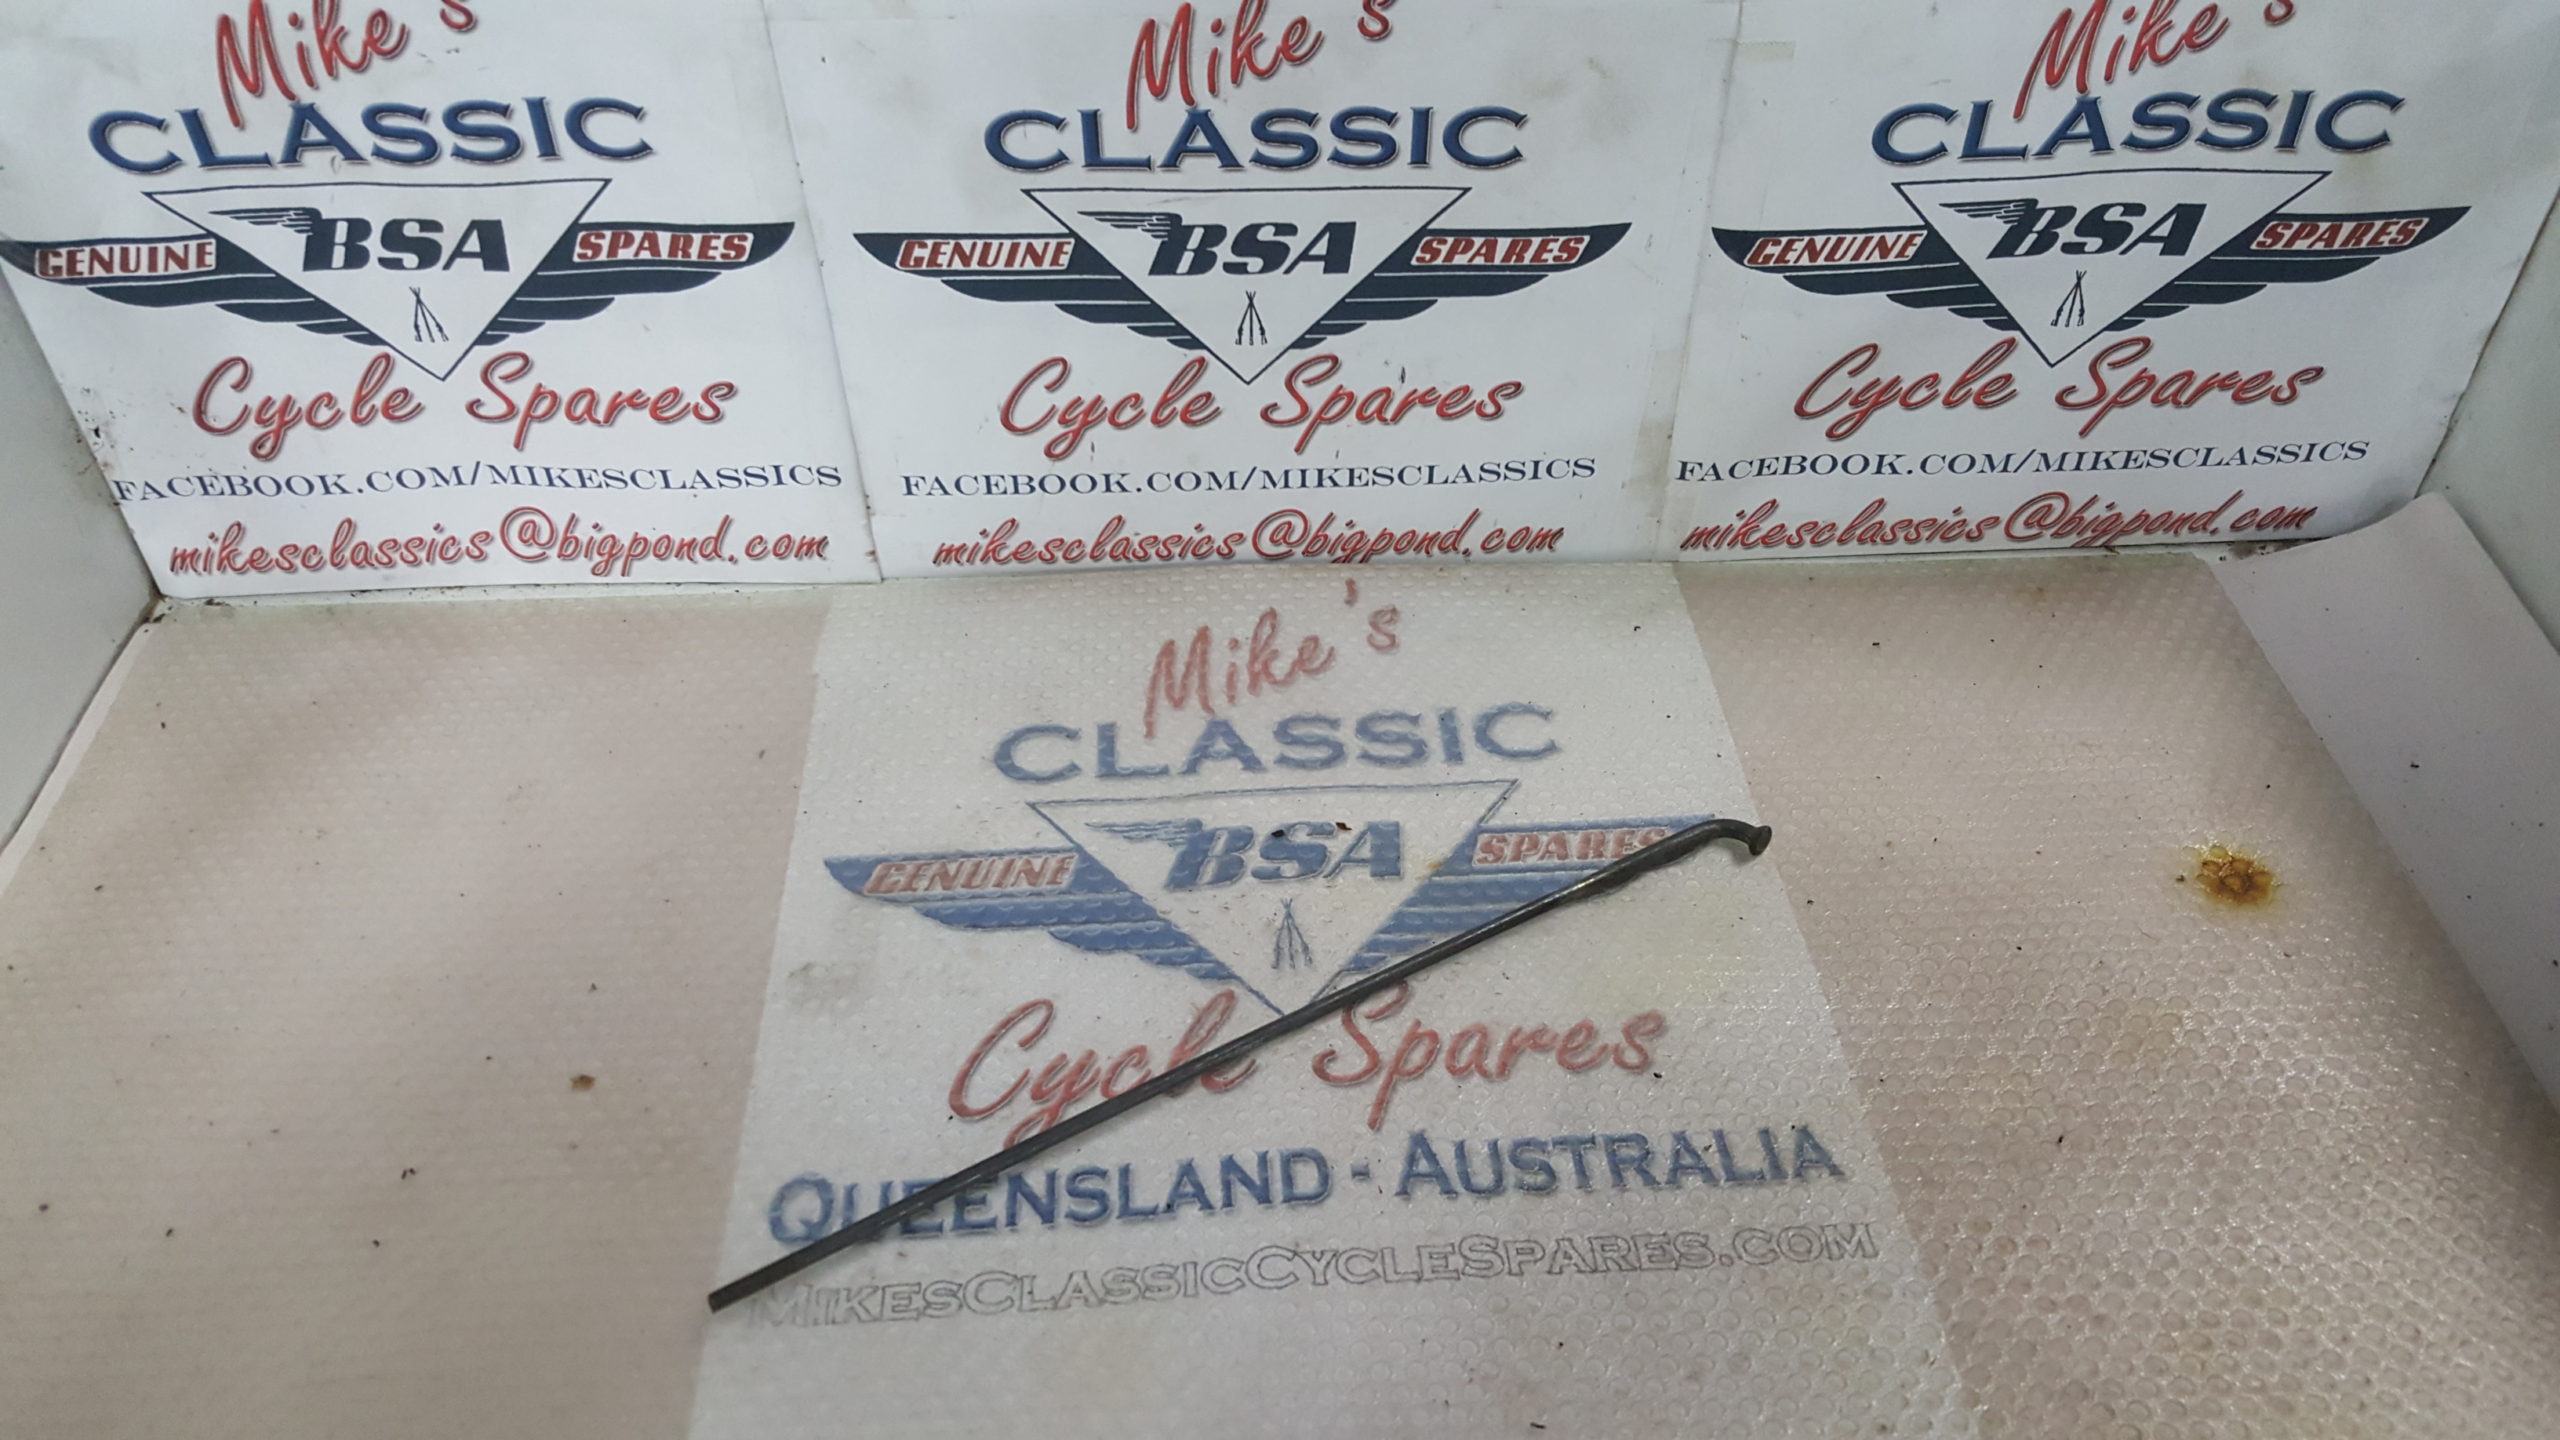 Mike's
CLASSIC
GENUINE BSA SPARES
Cycle Spares
FACEBOOK.COM/MIKESCLASSICS
mikesclassics@bigpond.com
Mike's
CLASSIC
GENUINE BSA SPARES
Cycle Spares
FACEBOOK.COM/MIKESCLASSICS
mikesclassics@bigpond.com
Mike's
CLASSIC
GENUINE BSA SPARES
Cycle Spares
FACEBOOK.COM/MIKESCLASSICS
mikesclassics@bigpond.com
Mike's
CLASSIC
GENUINE BSA SPARES
Cycle Spares
QUEENSLAND - AUSTRALIA
MIKESCLASSICCYCLESPARES.COM